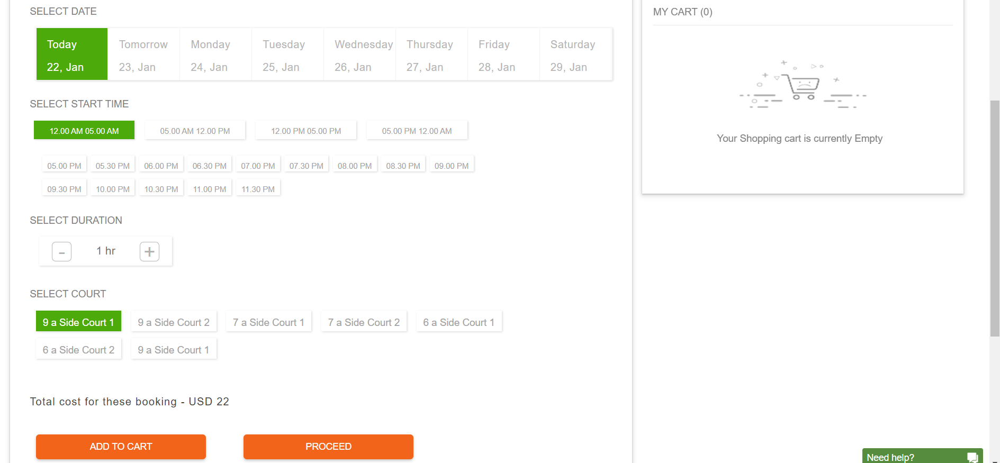 SELECT DATE
Today Tomorrow Monday Tuesday Wednesday Thursday Friday Saturday
22, Jan 23, Jan 24, Jan 25, Jan 26, Jan 27, Jan 28, Jan 29, Jan
SELECT START TIME
12.00 AM 05.00 AM 05.00 AM 12.00 PM 12.00 PM 05.00 PM 05.00 PM 12.00 AM
05.00 PM 05.30 PM 06.00 PM 06.30 PM 07.00 PM 07.30 PM 08.00 PM 08.30 PM 09.00 PM
09.30 PM 10.00 PM 10.30 PM 11.00 PM 11.30 PM
SELECT DURATION
- 1 hr +
SELECT COURT
9 a Side Court 1 9 a Side Court 2 7 a Side Court 1 7 a Side Court 2 6 a Side Court 1
6 a Side Court 2 9 a Side Court 1
Total cost for these booking - USD 22
ADD TO CART PROCEED
MY CART (0)
Your Shopping cart is currently Empty
Need help?